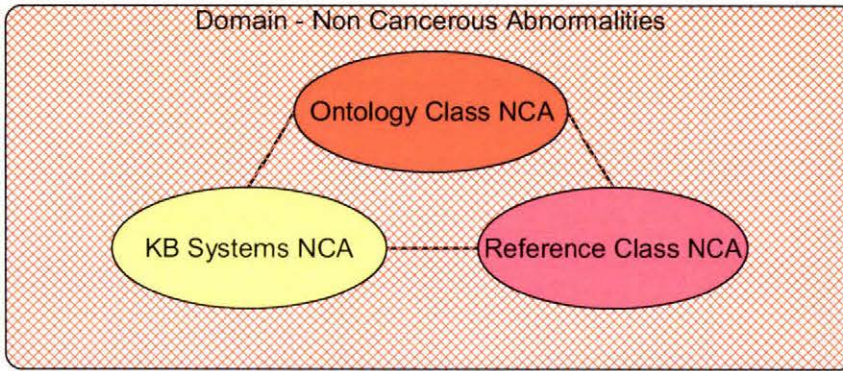 Domain - Non Cancerous Abnormalities
Ontology Class NCA
KB Systems NCA
Reference Class NCA